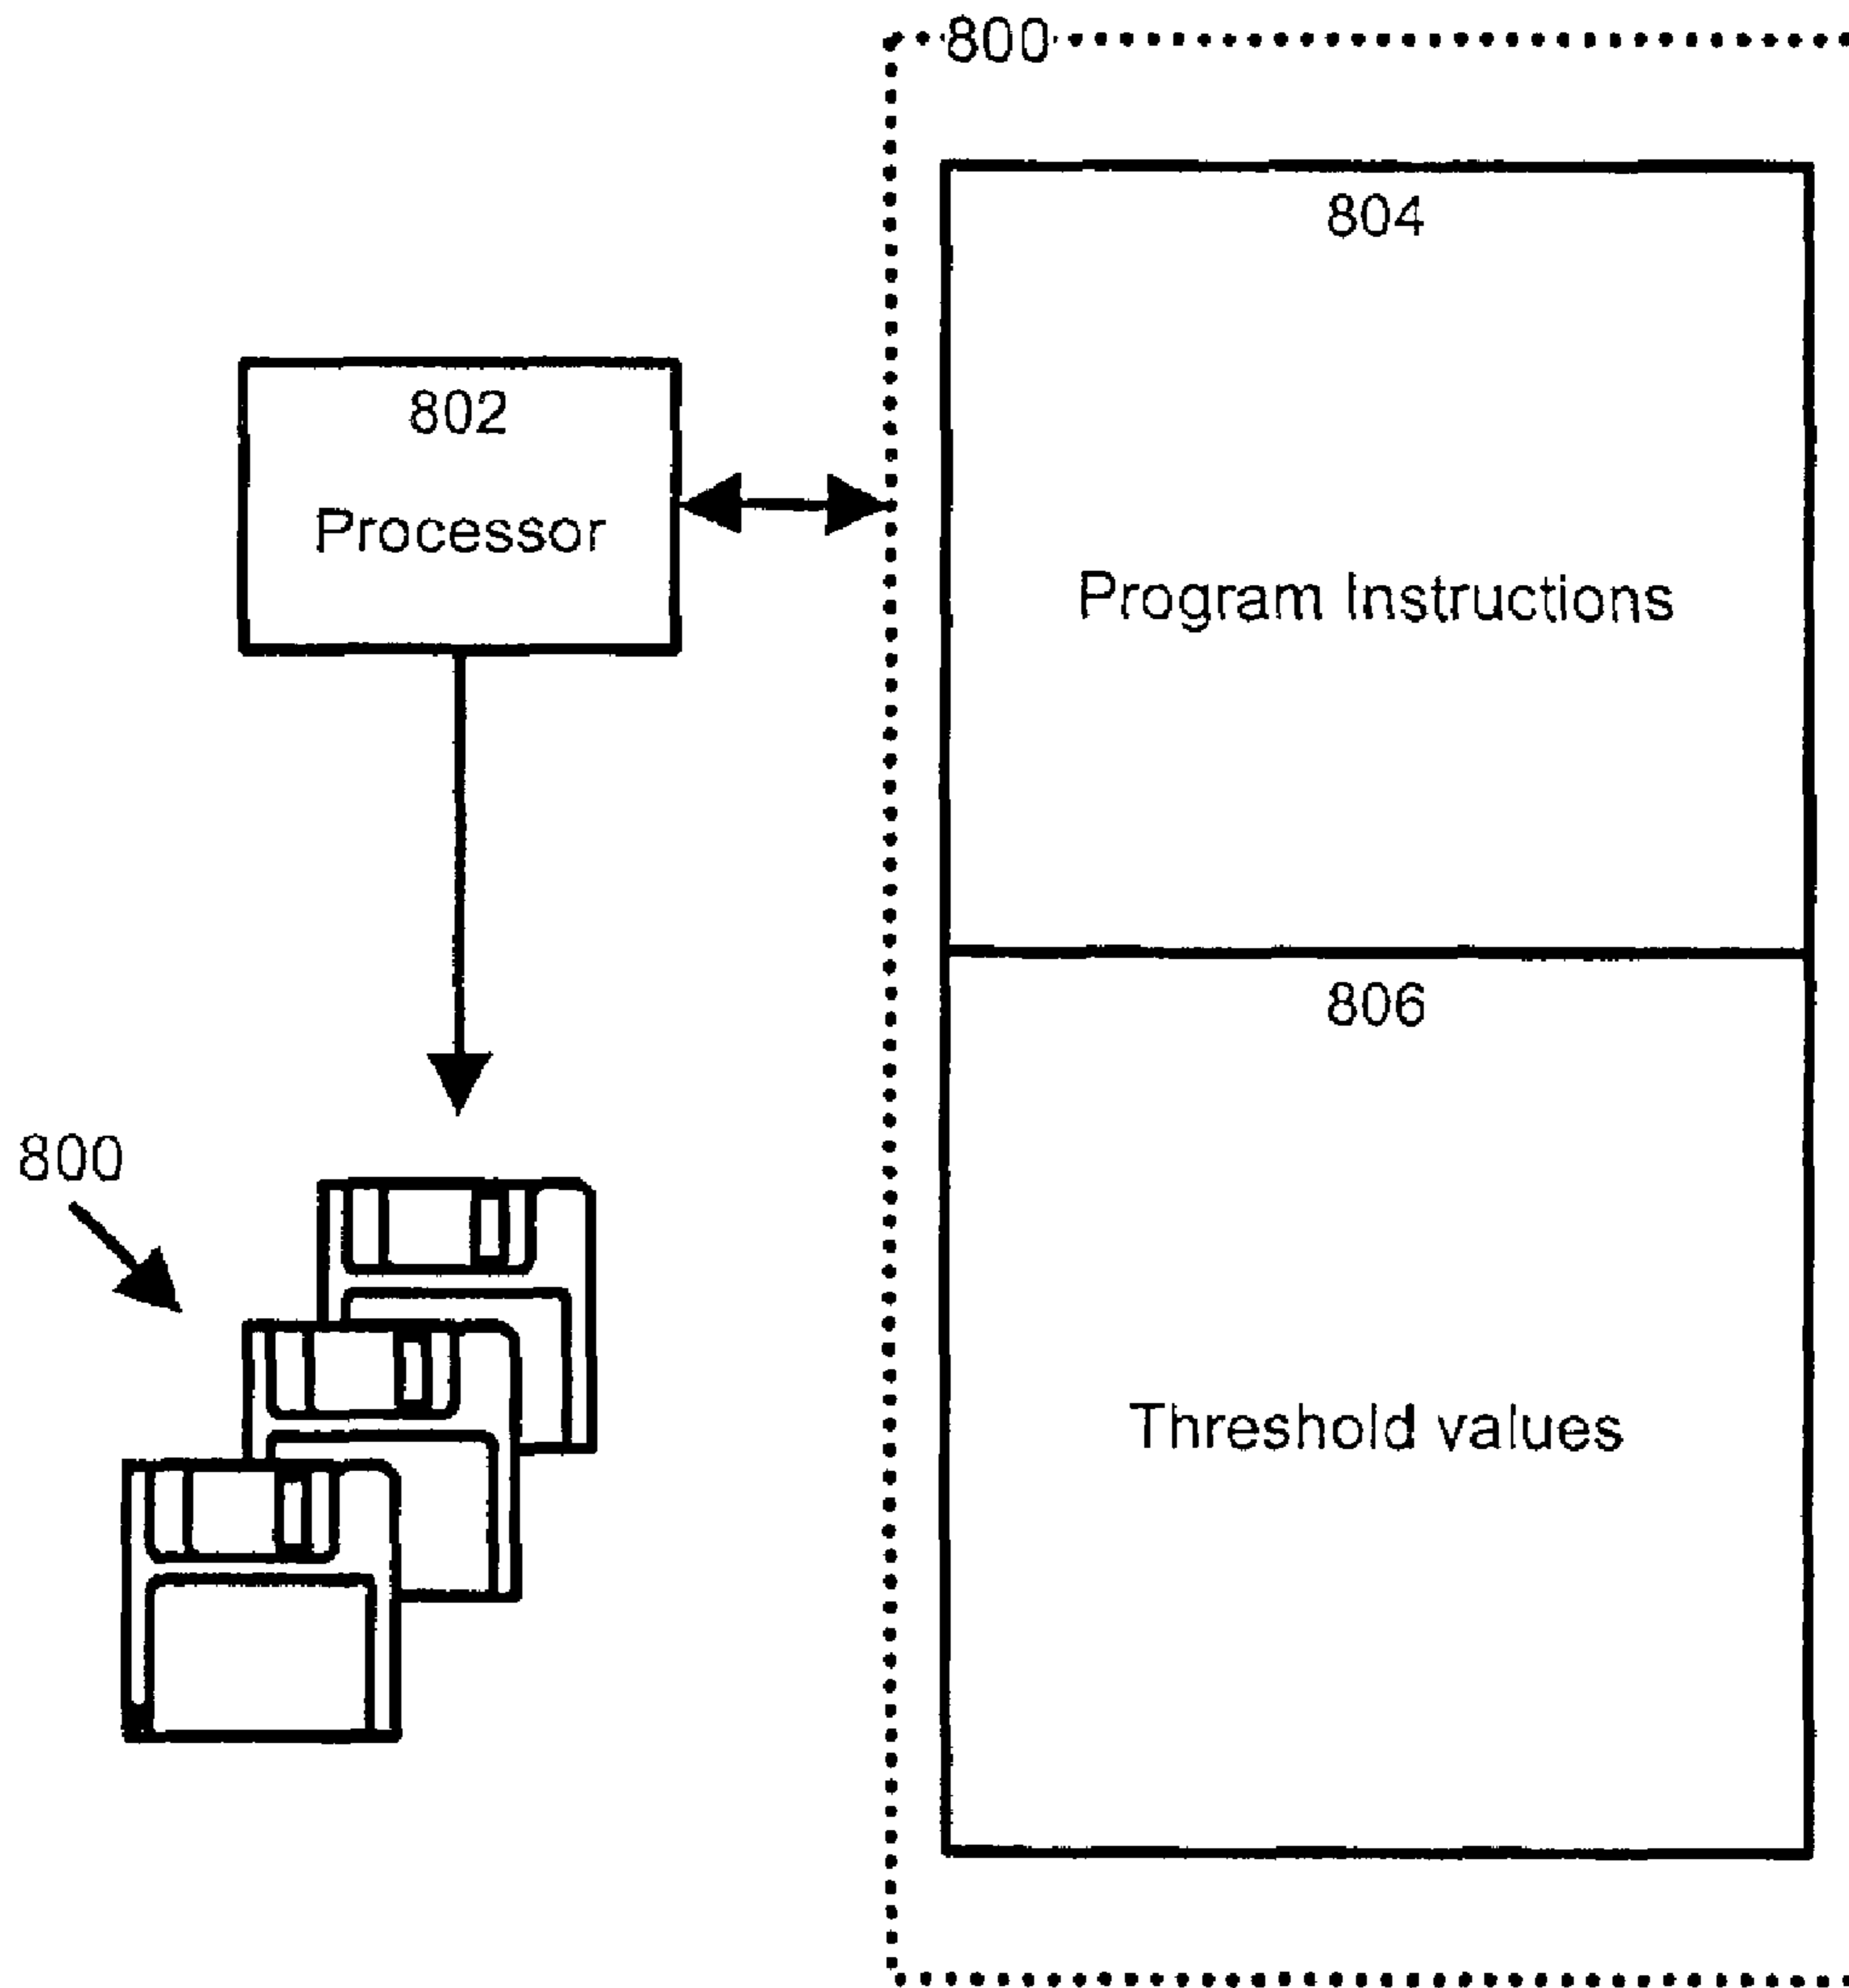 800
804
802
Processor
Program Instructions
806
800
Threshold values